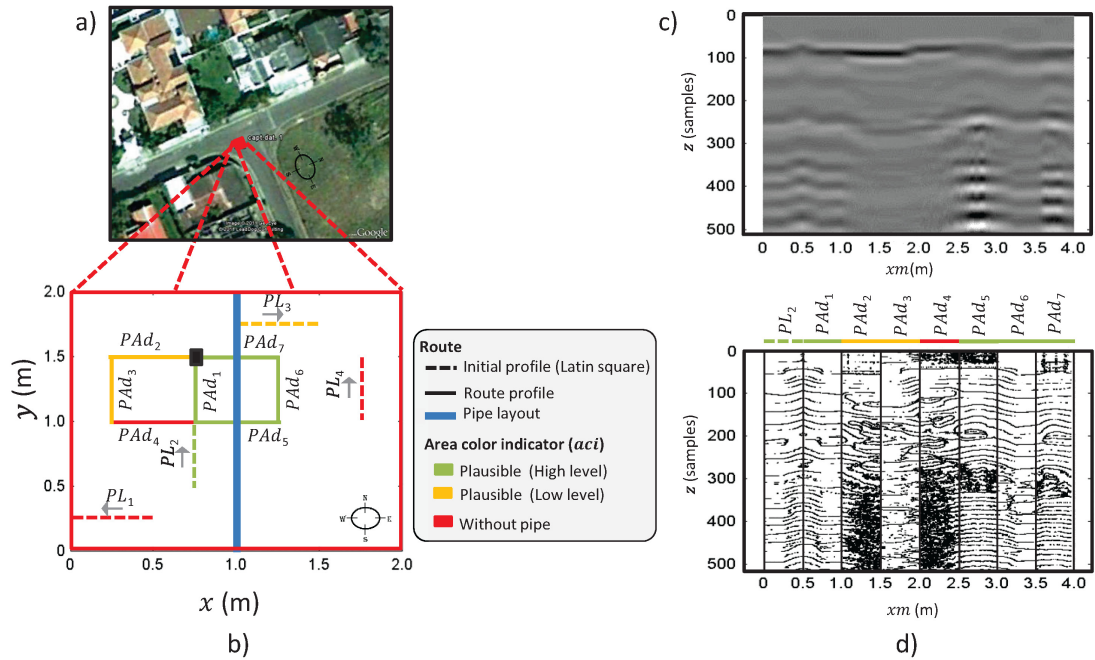 a)
capt.dat. 1
N
W
S
E
Google
2.0
1.5
1.0
0.5
0
y (m)
PL3
PAd2
PAd7
PAd3
PAd1
PAd6
PL4
PAd4
PAd5
PL2
PL1
N
W
E
S
0.5
1.0
1.5
2.0
x (m)
b)
Route
Initial profile (Latin square)
Route profile
Pipe layout
Area color indicator (aci)
Plausible (High level)
Plausible (Low level)
Without pipe
c)
0
100
200
300
400
500
z (samples)
0 0.5 1.0 1.5 2.0 2.5 3.0 3.5 4.0
xm(m)
PL2 PAd1 PAd2 PAd3 PAd4 PAd5 PAd6 PAd7
0
100
200
300
400
500
z (samples)
0 0.5 1.0 1.5 2.0 2.5 3.0 3.5 4.0
xm (m)
d)